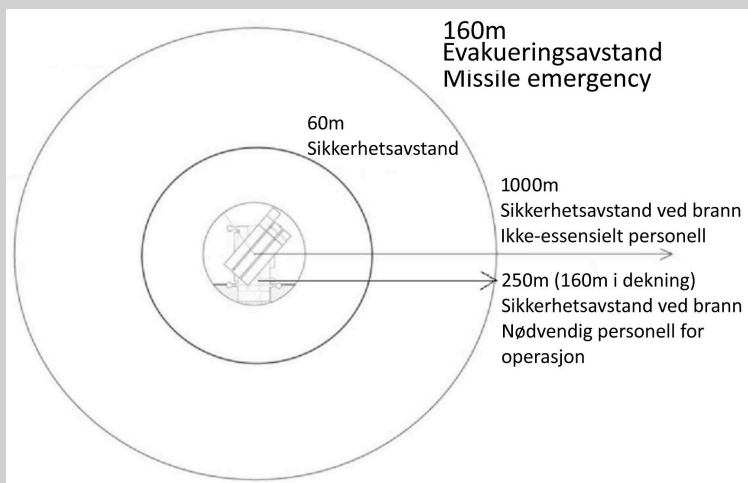 160m
Evakueringsavstand
Missile emergency
60m
Sikkerhetsavstand
1000m
Sikkerhetsavstand ved brann
Ikke-essensielt personell
250m (160m i dekning)
Sikkerhetsavstand ved brann
Nødvendig personell for
operasjon